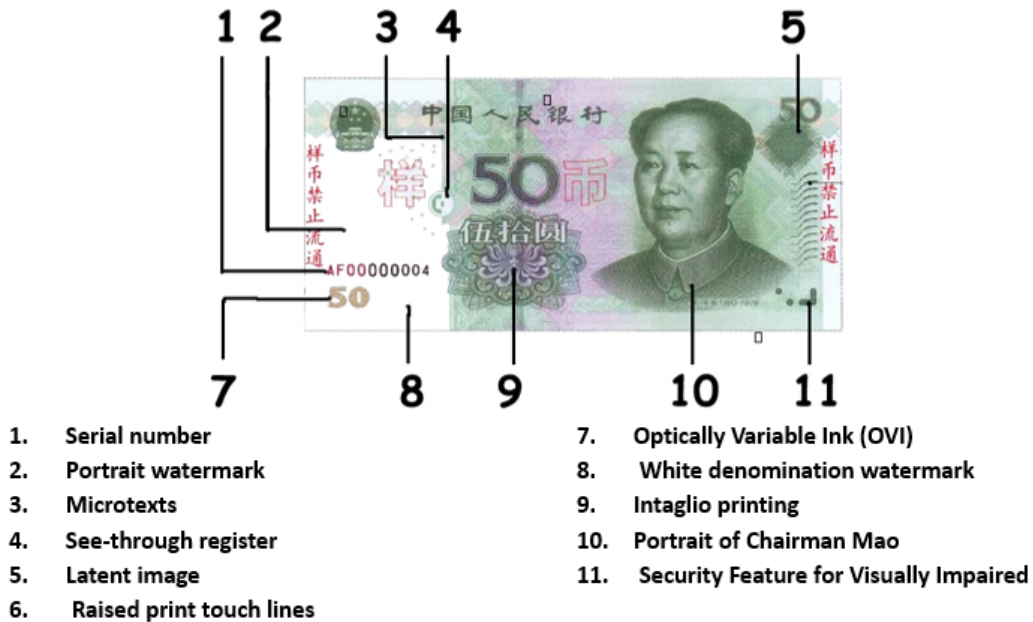 1 2 3 4 5
中国人民银行
50
样币禁止流通
样
50
币
样币禁止流通
伍拾圆
AF00000004
50
7 8 9 10 11
1. Serial number
2. Portrait watermark
3. Microtexts
4. See-through register
5. Latent image
6. Raised print touch lines
7. Optically Variable Ink (OVI)
8. White denomination watermark
9. Intaglio printing
10. Portrait of Chairman Mao
11. Security Feature for Visually Impaired